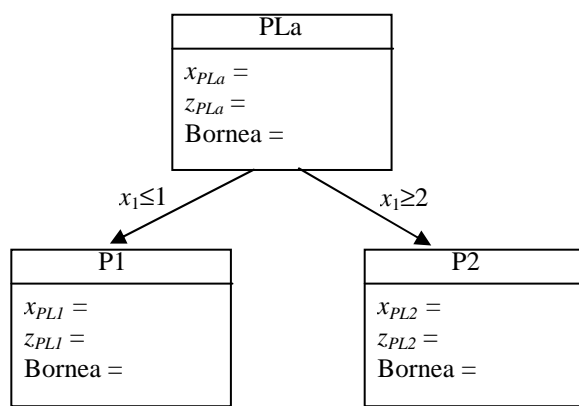 PLa
x_PLa =
z_PLa =
Bornea =
x₁≤1
x₁≥2
P1
x_PL1 =
z_PL1 =
Bornea =
P2
x_PL2 =
z_PL2 =
Bornea =